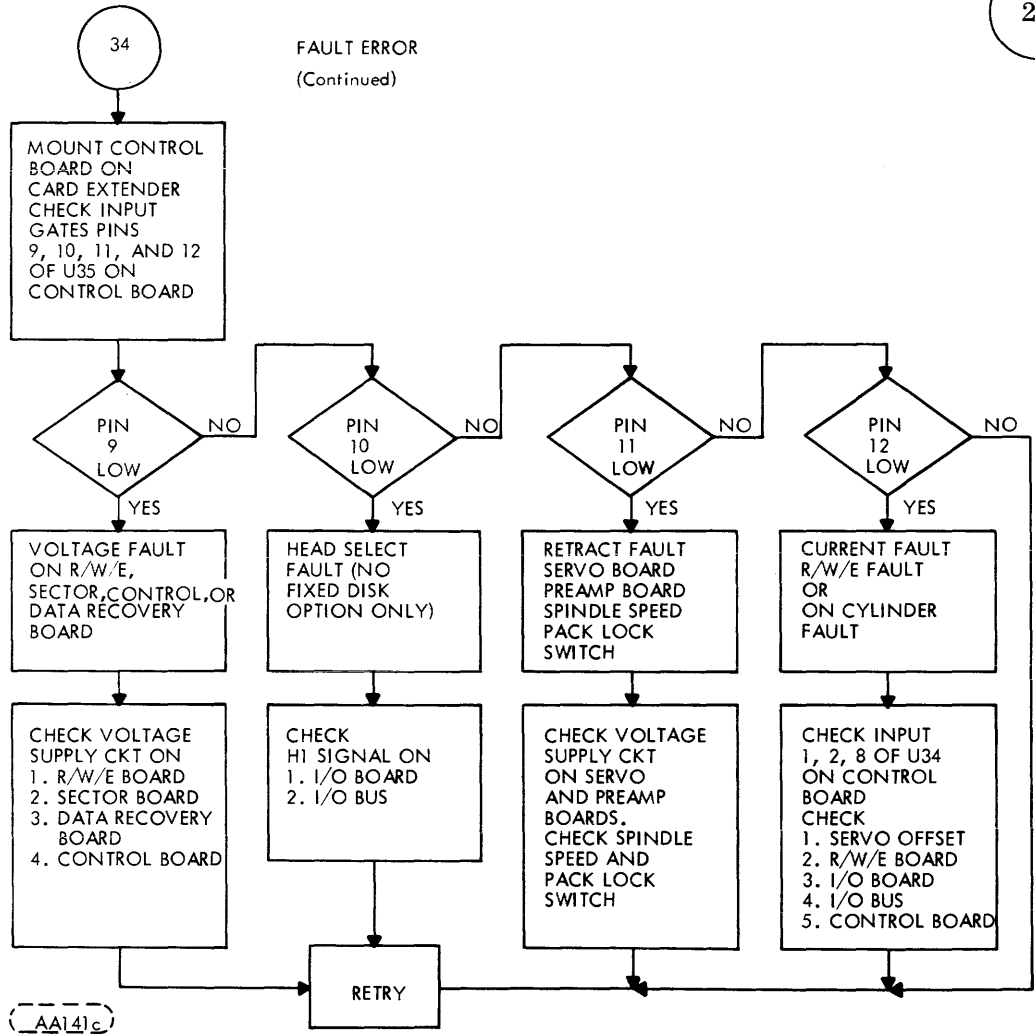 34
FAULT ERROR
(Continued)
2
MOUNT CONTROL
BOARD ON
CARD EXTENDER
CHECK INPUT
GATES PINS
9, 10, 11, AND 12
OF U35 ON
CONTROL BOARD
PIN
9
LOW
NO
YES
PIN
10
LOW
NO
YES
PIN
11
LOW
NO
YES
PIN
12
LOW
NO
YES
VOLTAGE FAULT
ON R/W/E,
SECTOR, CONTROL, OR
DATA RECOVERY
BOARD
HEAD SELECT
FAULT (NO
FIXED DISK
OPTION ONLY)
RETRACT FAULT
SERVO BOARD
PREAMP BOARD
SPINDLE SPEED
PACK LOCK
SWITCH
CURRENT FAULT
R/W/E FAULT
OR
ON CYLINDER
FAULT
CHECK VOLTAGE
SUPPLY CKT ON
1. R/W/E BOARD
2. SECTOR BOARD
3. DATA RECOVERY
BOARD
4. CONTROL BOARD
CHECK
H1 SIGNAL ON
1. I/O BOARD
2. I/O BUS
CHECK VOLTAGE
SUPPLY CKT
ON SERVO
AND PREAMP
BOARDS.
CHECK SPINDLE
SPEED AND
PACK LOCK
SWITCH
CHECK INPUT
1, 2, 8 OF U34
ON CONTROL
BOARD
CHECK
1. SERVO OFFSET
2. R/W/E BOARD
3. I/O BOARD
4. I/O BUS
5. CONTROL BOARD
RETRY
AA141c